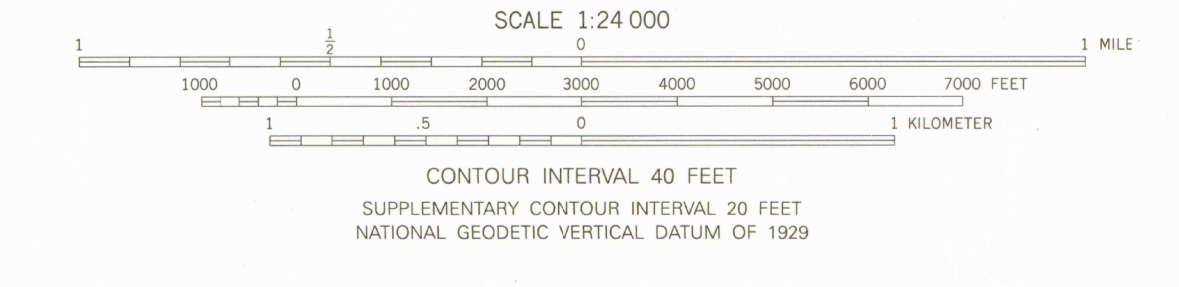 SCALE 1:24 000
1 1/2 0 1 MILE
1000 0 1000 2000 3000 4000 5000 6000 7000 FEET
1 .5 0 1 KILOMETER
CONTOUR INTERVAL 40 FEET
SUPPLEMENTARY CONTOUR INTERVAL 20 FEET
NATIONAL GEODETIC VERTICAL DATUM OF 1929